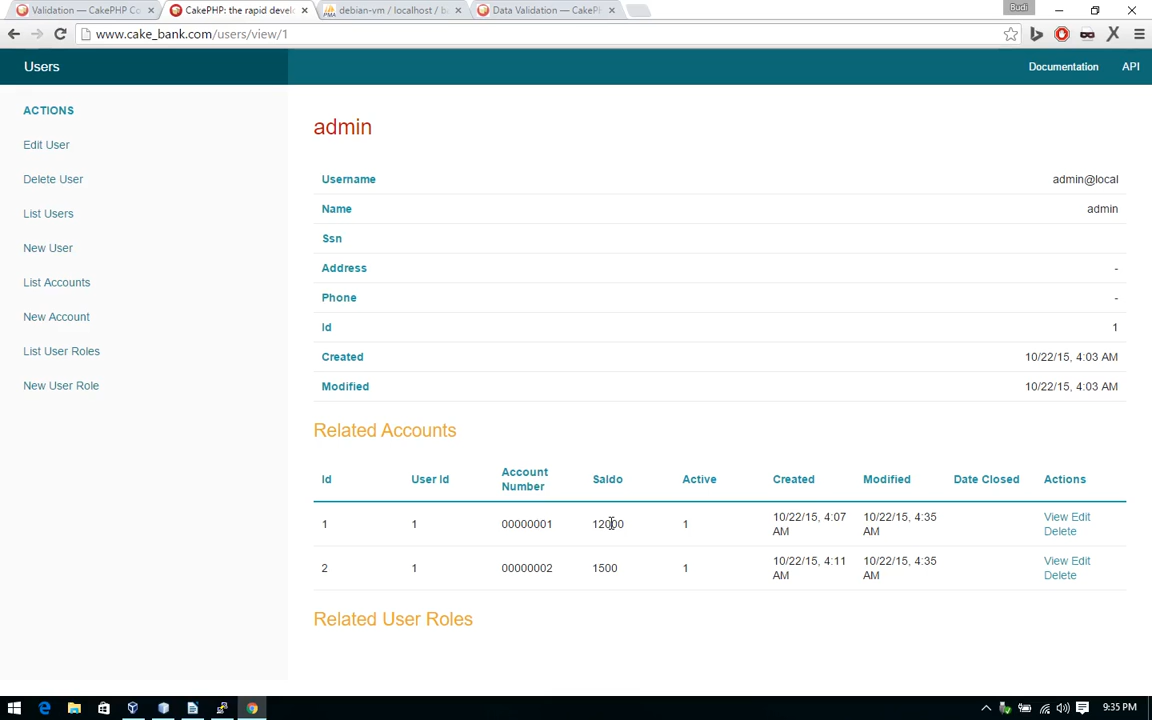 Validation — CakePHP Co
CakePHP: the rapid develo
debian-vm / localhost / ba
Data Validation — CakePH
Budi
www.cake_bank.com/users/view/1
Users
Documentation
API
ACTIONS
Edit User
Delete User
List Users
New User
List Accounts
New Account
List User Roles
New User Role
admin
Username admin@local
Name admin
Ssn
Address -
Phone -
Id 1
Created 10/22/15, 4:03 AM
Modified 10/22/15, 4:03 AM
Related Accounts
Id User Id Account Number Saldo Active Created Modified Date Closed Actions
1 1 00000001 12000 1 10/22/15, 4:07 AM 10/22/15, 4:35 AM View Edit Delete
2 1 00000002 1500 1 10/22/15, 4:11 AM 10/22/15, 4:35 AM View Edit Delete
Related User Roles
9:35 PM